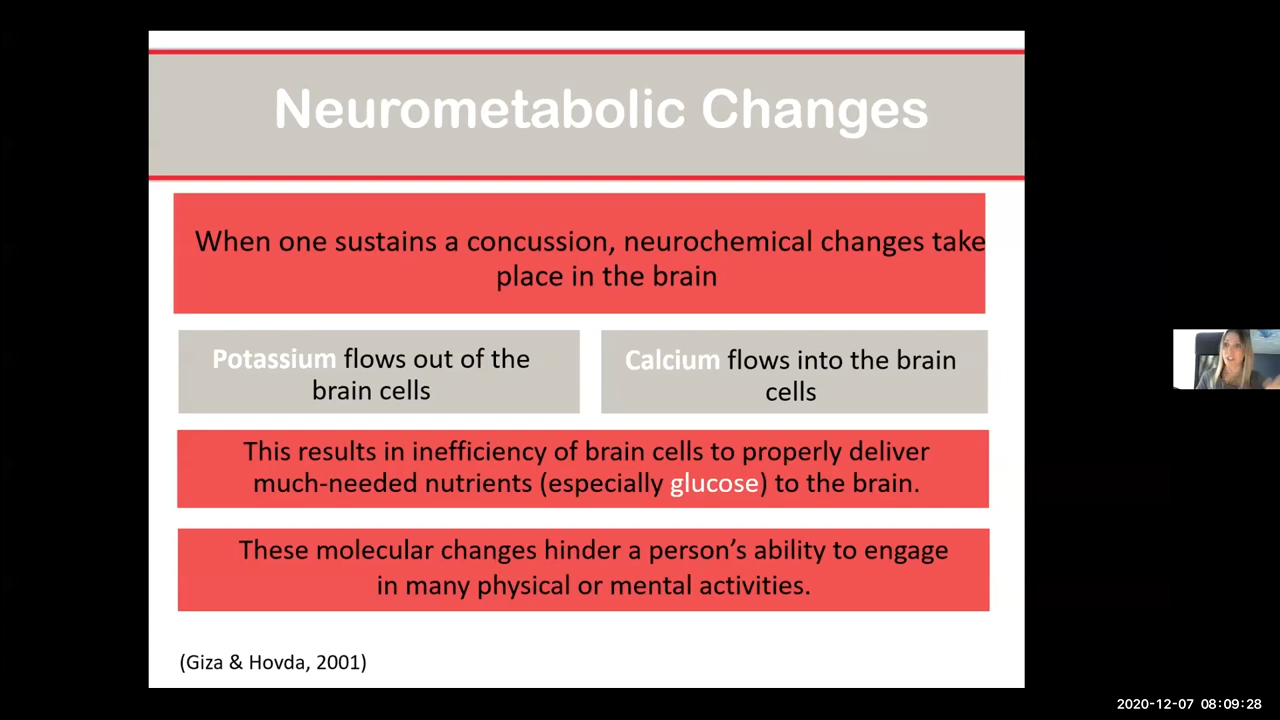 Neurometabolic Changes
When one sustains a concussion, neurochemical changes take
place in the brain
Potassium flows out of the
brain cells
Calcium flows into the brain
cells
This results in inefficiency of brain cells to properly deliver
much-needed nutrients (especially glucose) to the brain.
These molecular changes hinder a person’s ability to engage
in many physical or mental activities.
(Giza & Hovda, 2001)
2020-12-07 08:09:28